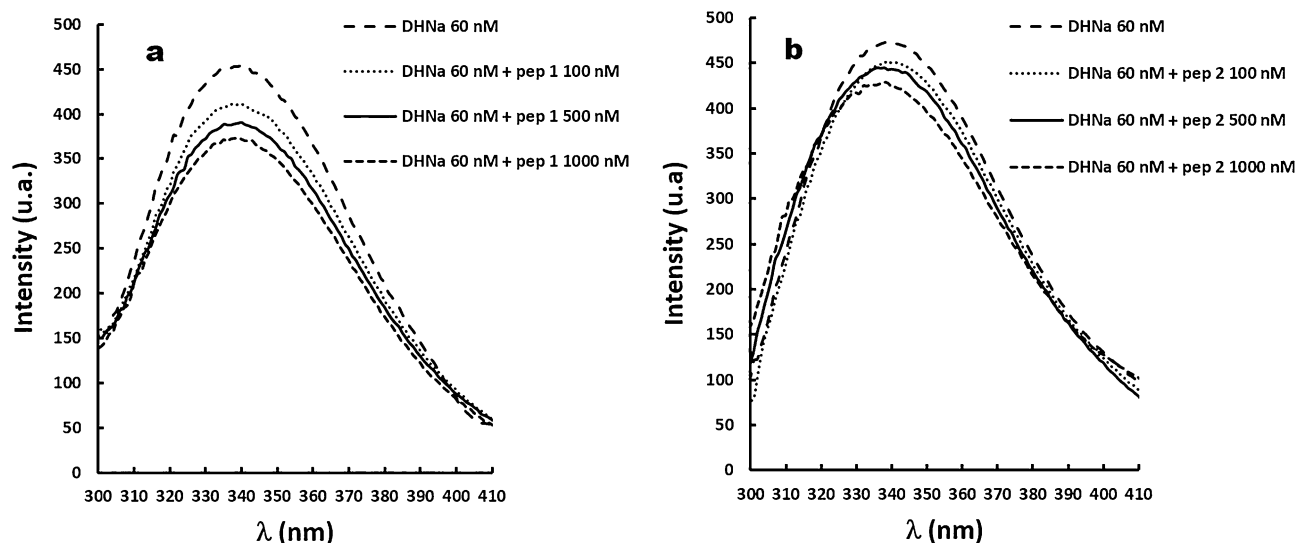 a
DHNa 60 nM
DHNa 60 nM + pep 1 100 nM
DHNa 60 nM + pep 1 500 nM
DHNa 60 nM + pep 1 1000 nM
Intensity (u.a.)
500
450
400
350
300
250
200
150
100
50
0
300 310 320 330 340 350 360 370 380 390 400 410
λ (nm)
b
DHNa 60 nM
DHNa 60 nM + pep 2 100 nM
DHNa 60 nM + pep 2 500 nM
DHNa 60 nM + pep 2 1000 nM
Intensity (u.a)
500
450
400
350
300
250
200
150
100
50
0
300 310 320 330 340 350 360 370 380 390 400 410
λ (nm)